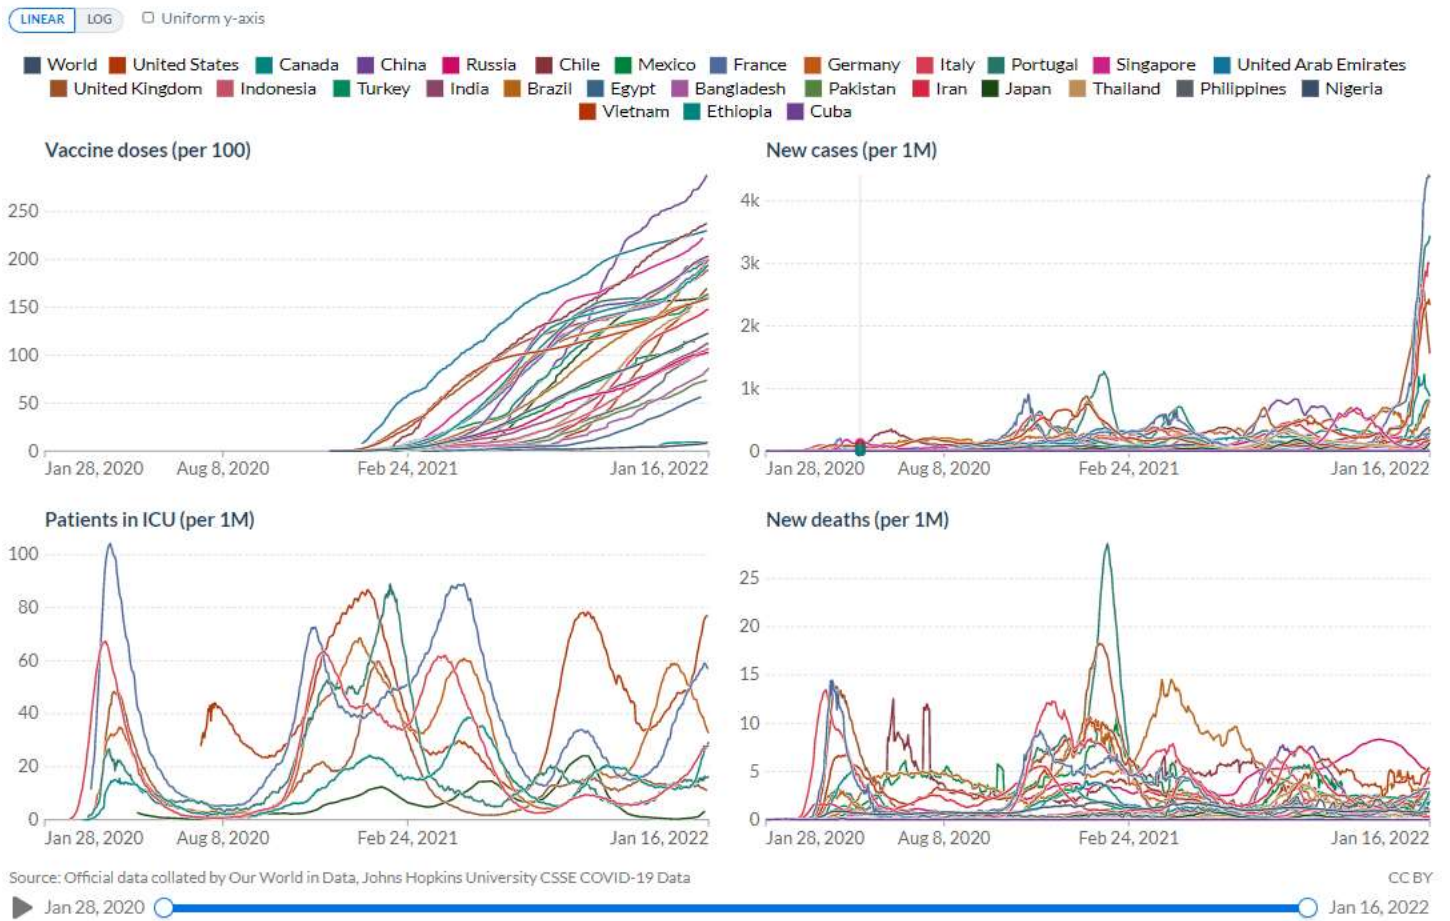 LINEAR LOG Uniform y-axis
World United States Canada China Russia Chile Mexico France Germany Italy Portugal Singapore United Arab Emirates
United Kingdom Indonesia Turkey India Brazil Egypt Bangladesh Pakistan Iran Japan Thailand Philippines Nigeria
Vietnam Ethiopia Cuba
Vaccine doses (per 100)
250
200
150
100
50
0
Jan 28, 2020 Aug 8, 2020 Feb 24, 2021 Jan 16, 2022
New cases (per 1M)
4k
3k
2k
1k
0
Jan 28, 2020 Aug 8, 2020 Feb 24, 2021 Jan 16, 2022
Patients in ICU (per 1M)
100
80
60
40
20
0
Jan 28, 2020 Aug 8, 2020 Feb 24, 2021 Jan 16, 2022
New deaths (per 1M)
25
20
15
10
5
0
Jan 28, 2020 Aug 8, 2020 Feb 24, 2021 Jan 16, 2022
Source: Official data collated by Our World in Data, Johns Hopkins University CSSE COVID-19 Data CC BY
Jan 28, 2020 Jan 16, 2022